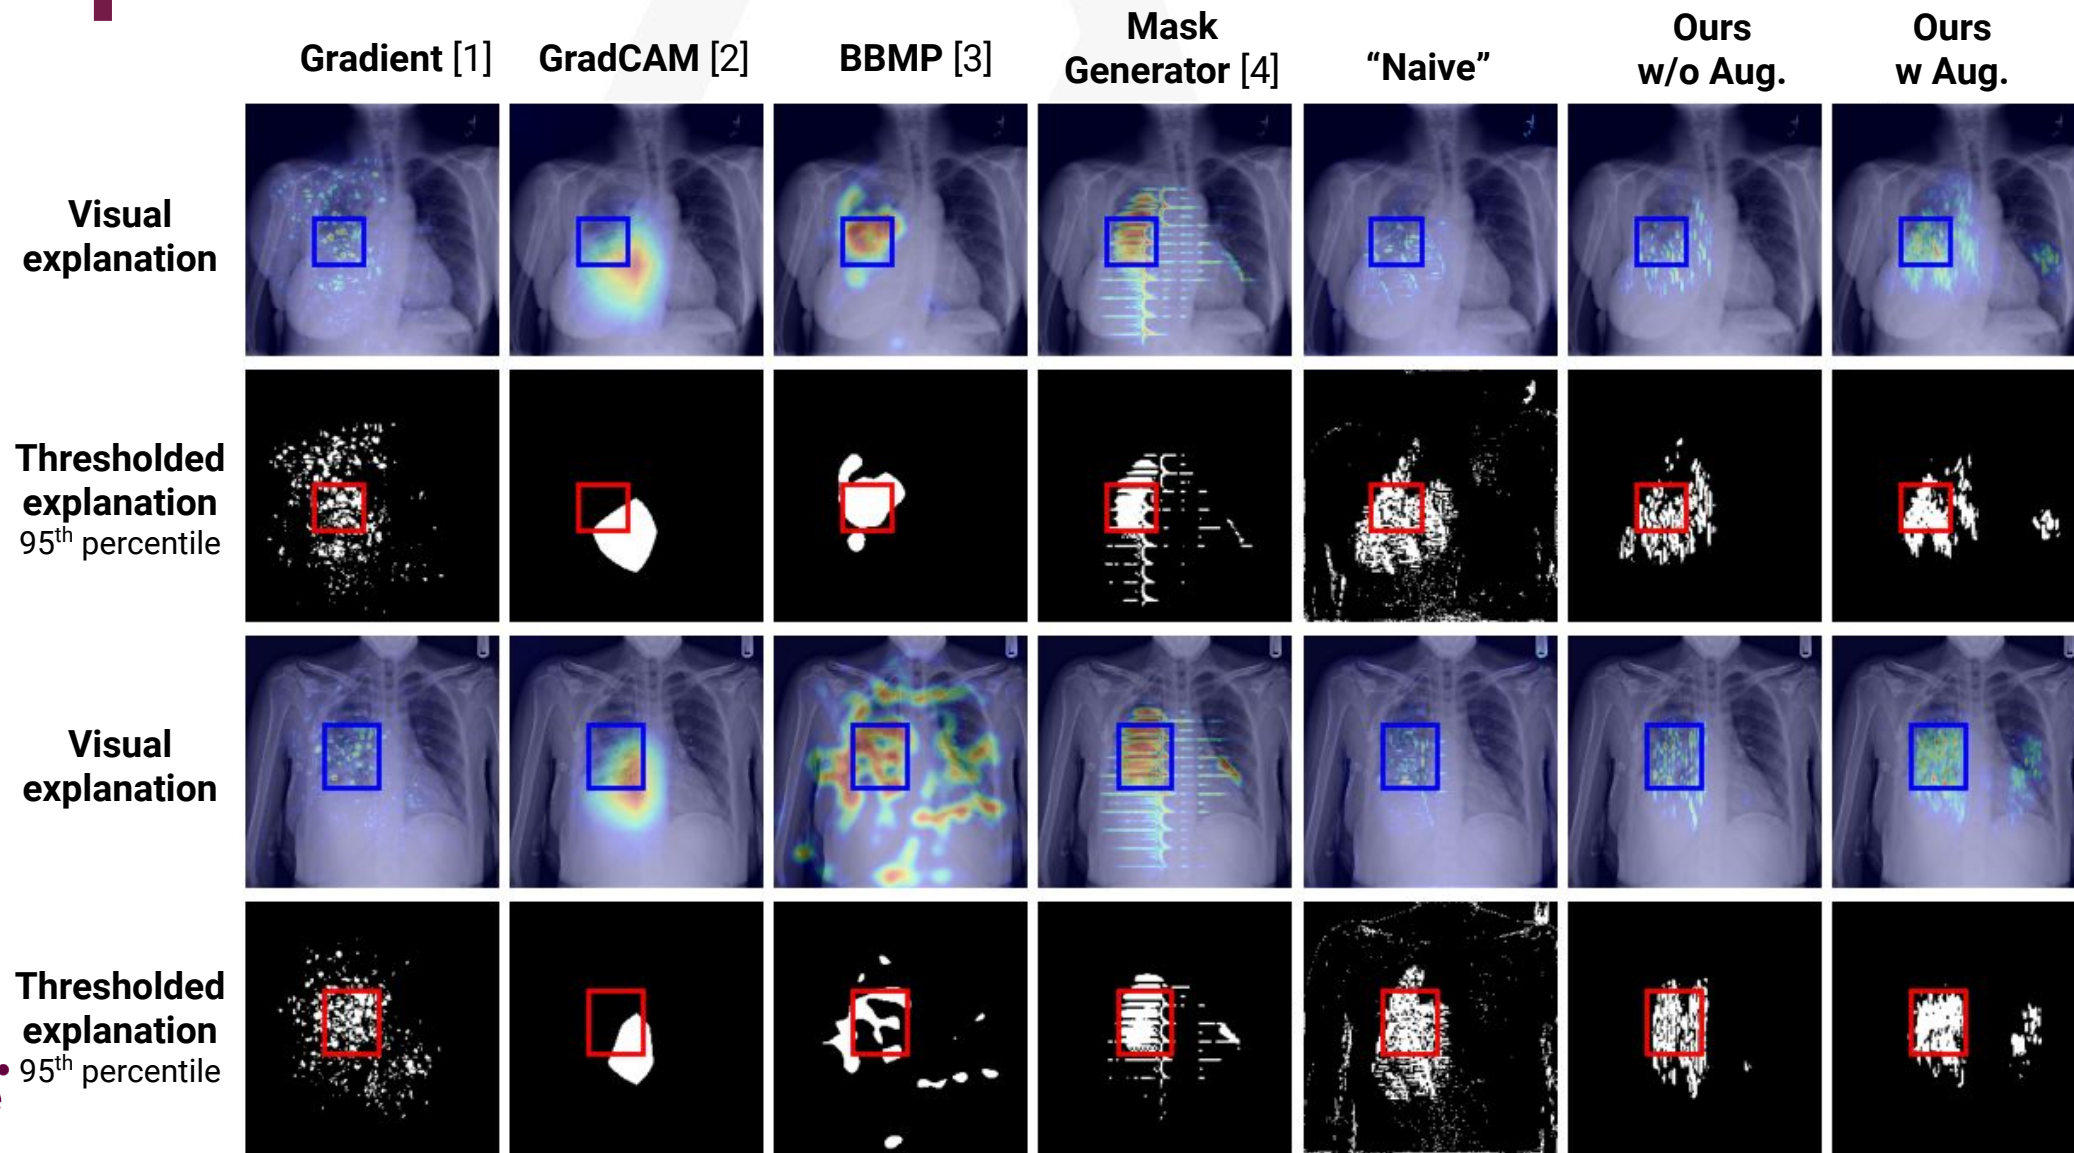 Gradient [1]
GradCAM [2]
BBMP [3]
Mask
Generator [4]
“Naive”
Ours
w/o Aug.
Ours
w Aug.
Visual
explanation
Thresholded
explanation
95th percentile
Visual
explanation
Thresholded
explanation
95th percentile